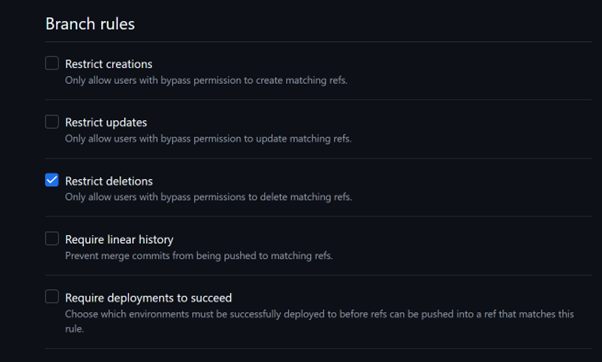 Branch rules
Restrict creations
Only allow users with bypass permission to create matching refs.
Restrict updates
Only allow users with bypass permission to update matching refs.
Restrict deletions
Only allow users with bypass permissions to delete matching refs.
Require linear history
Prevent merge commits from being pushed to matching refs.
Require deployments to succeed
Choose which environments must be successfully deployed to before refs can be pushed into a ref that matches this
rule.